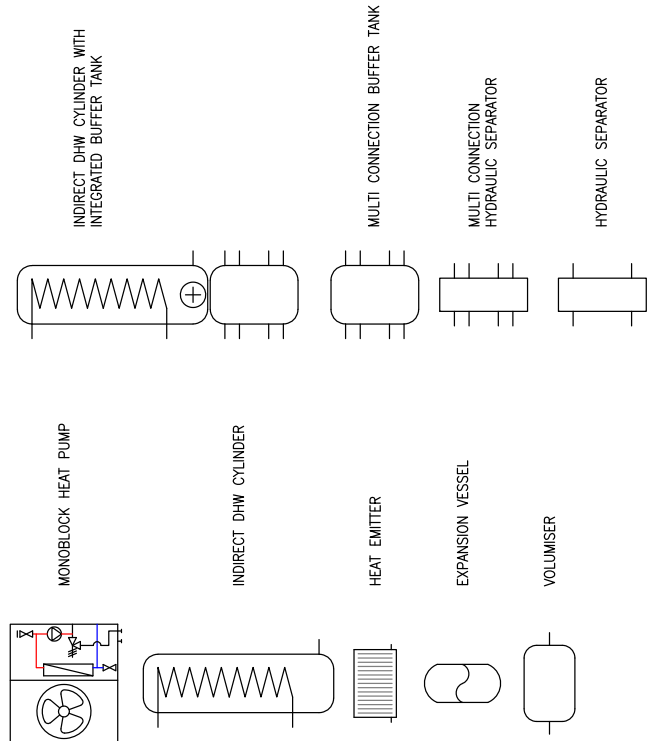 MONOBLOCK HEAT PUMP
INDIRECT DHW CYLINDER
HEAT EMITTER
EXPANSION VESSEL
VOLUMISER
INDIRECT DHW CYLINDER WITH
INTEGRATED BUFFER TANK
MULTI CONNECTION BUFFER TANK
MULTI CONNECTION
HYDRAULIC SEPARATOR
HYDRAULIC SEPARATOR